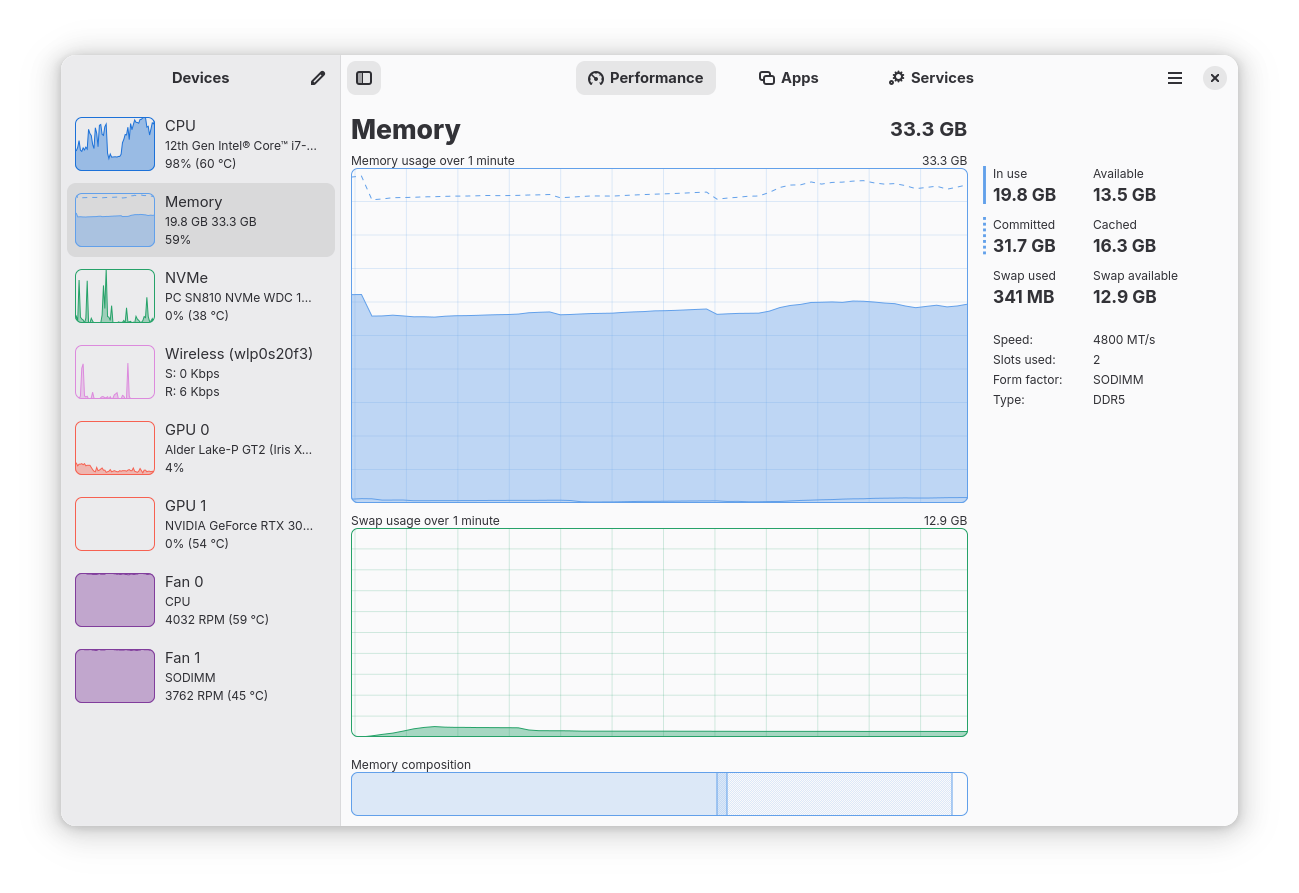 Devices
Performance
Apps
Services
CPU
12th Gen Intel® Core™ i7-...
98% (60 °C)
Memory
19.8 GB 33.3 GB
59%
NVMe
PC SN810 NVMe WDC 1...
0% (38 °C)
Wireless (wlp0s20f3)
S: 0 Kbps
R: 6 Kbps
GPU 0
Alder Lake-P GT2 (Iris X...
4%
GPU 1
NVIDIA GeForce RTX 30...
0% (54 °C)
Fan 0
CPU
4032 RPM (59 °C)
Fan 1
SODIMM
3762 RPM (45 °C)
Memory 33.3 GB
Memory usage over 1 minute 33.3 GB
Swap usage over 1 minute 12.9 GB
Memory composition
In use Available
19.8 GB 13.5 GB
Committed Cached
31.7 GB 16.3 GB
Swap used Swap available
341 MB 12.9 GB
Speed: 4800 MT/s
Slots used: 2
Form factor: SODIMM
Type: DDR5